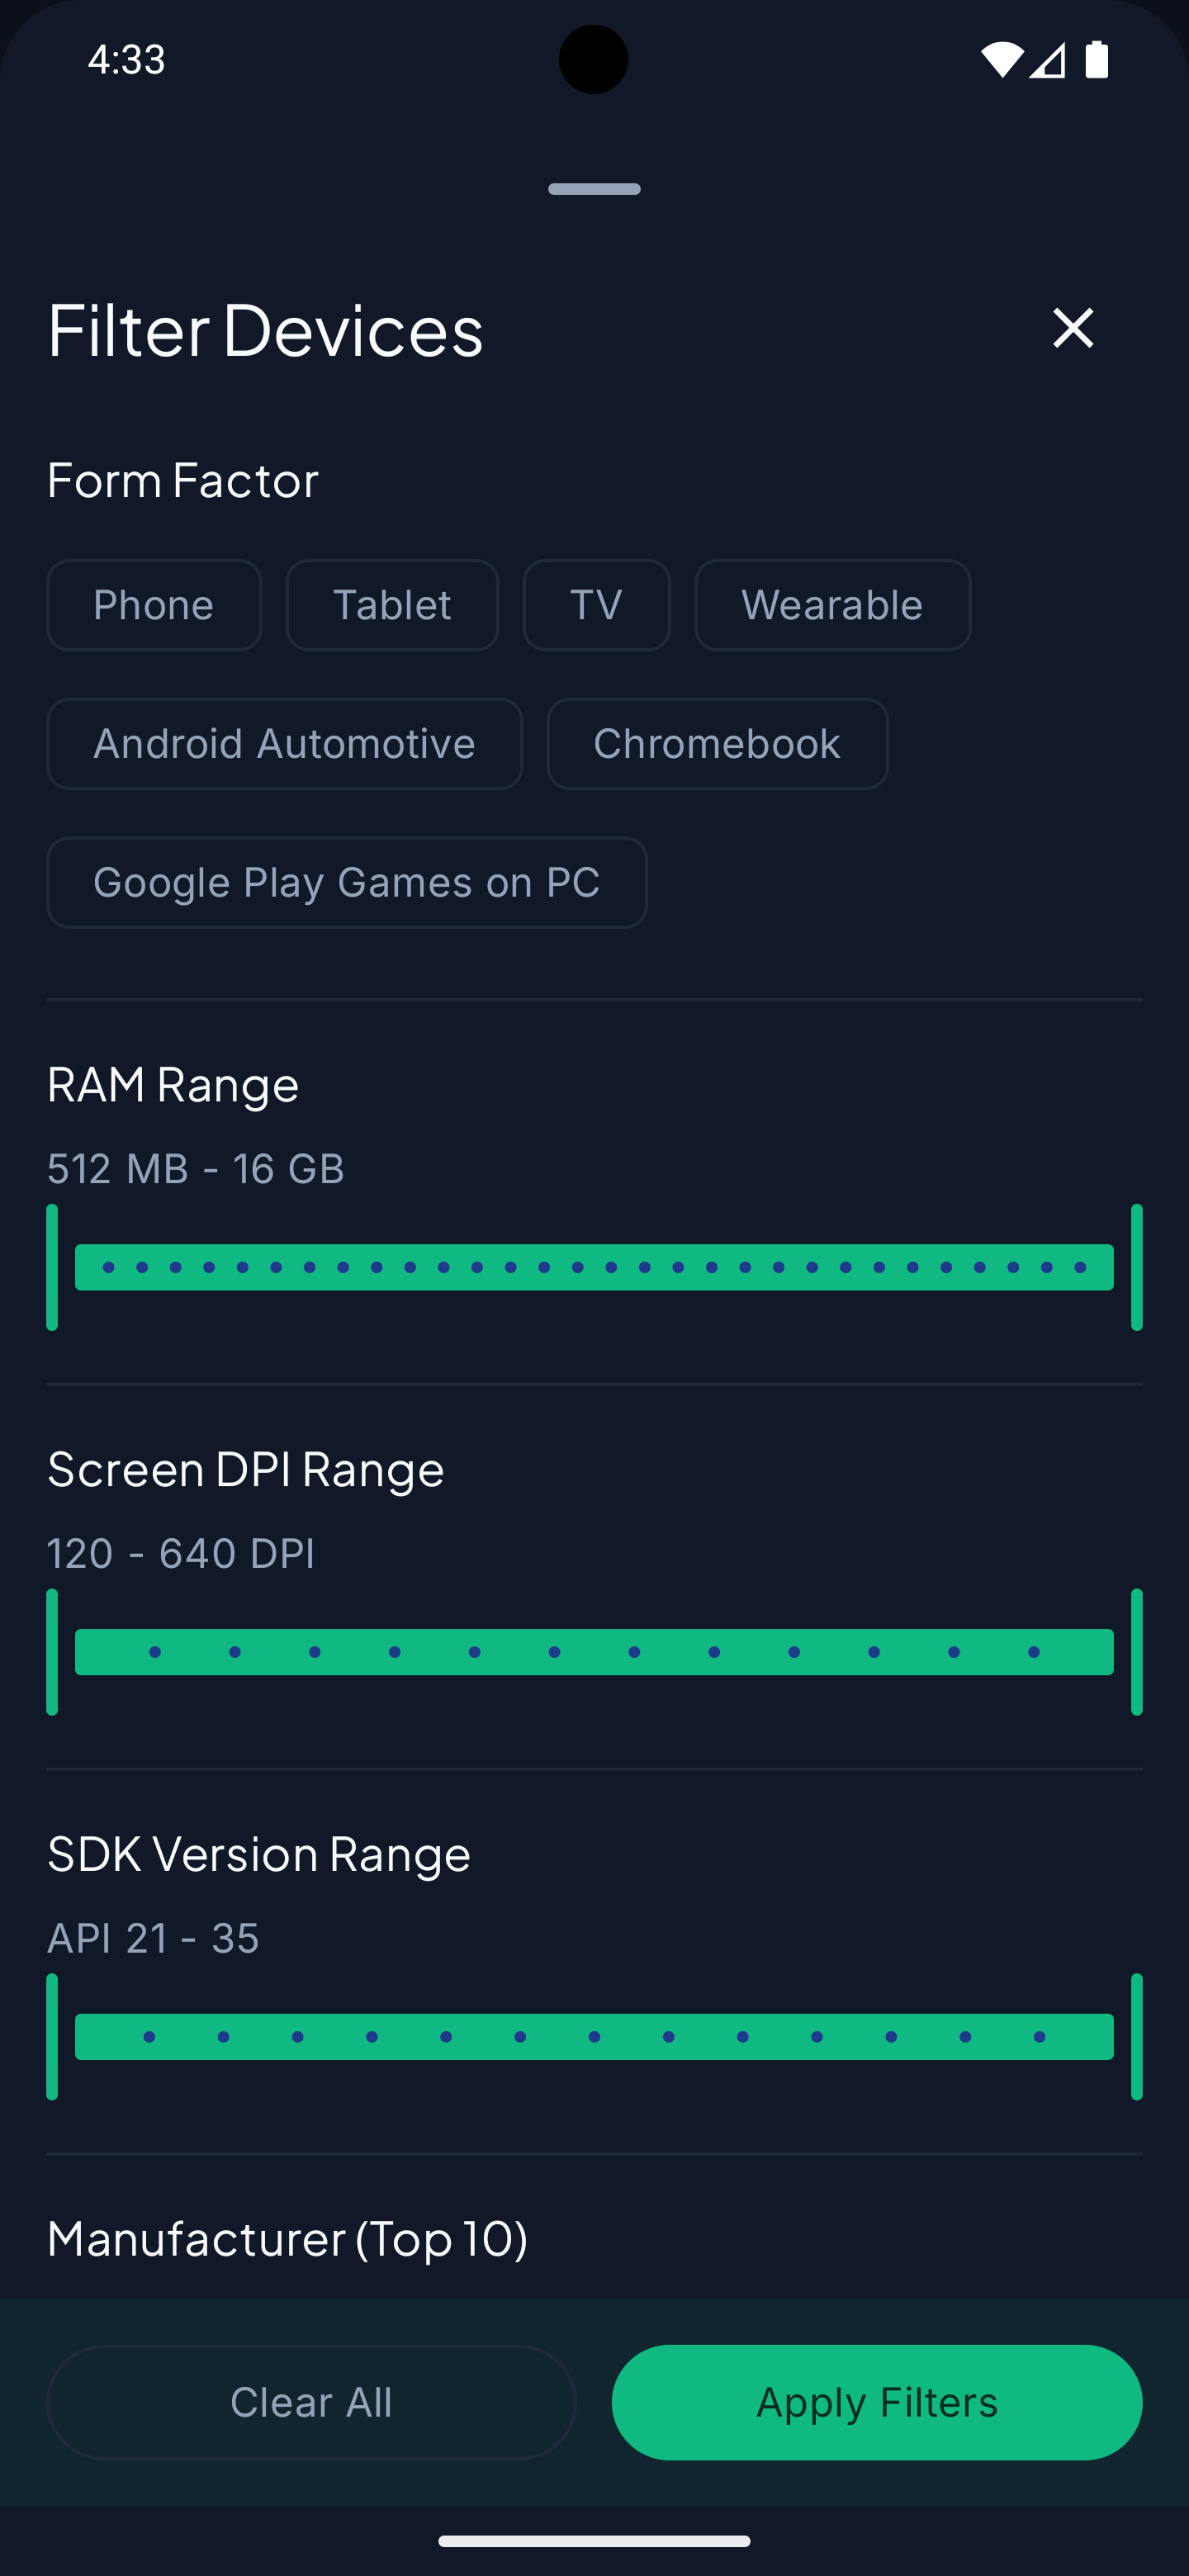 4:33
Filter Devices
Form Factor
Phone Tablet TV Wearable
Android Automotive Chromebook
Google Play Games on PC
RAM Range
512 MB - 16 GB
Screen DPI Range
120 - 640 DPI
SDK Version Range
API 21 - 35
Manufacturer (Top 10)
Clear All Apply Filters